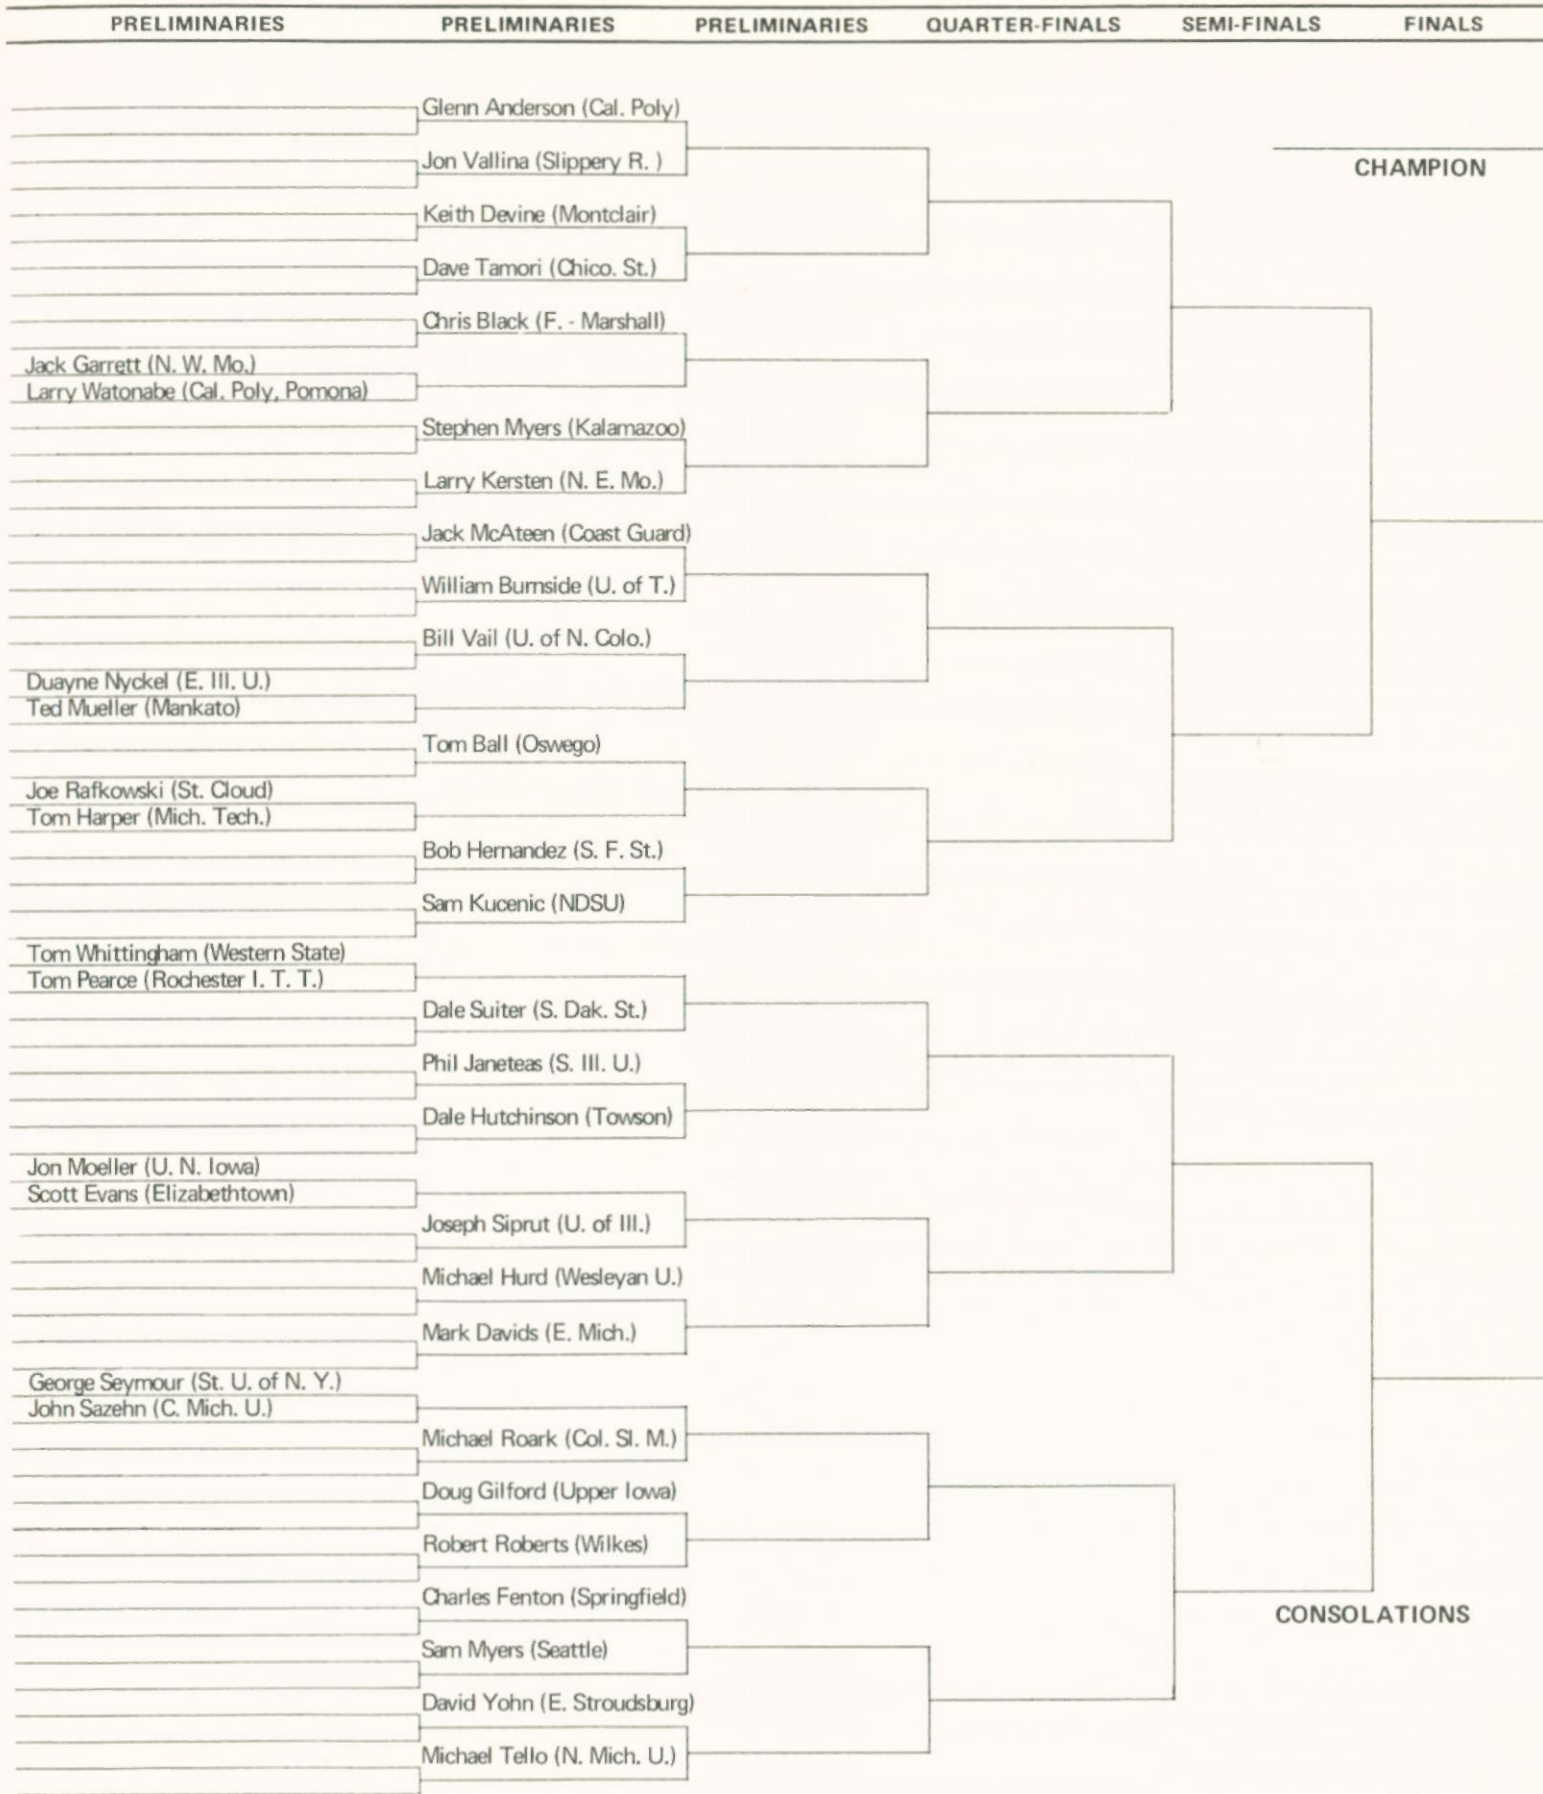 PRELIMINARIES PRELIMINARIES PRELIMINARIES QUARTER-FINALS SEMI-FINALS FINALS
Glenn Anderson (Cal. Poly)
Jon Vallina (Slippery R. )
CHAMPION
Keith Devine (Montclair)
Dave Tamori (Chico. St.)
Chris Black (F. - Marshall)
Jack Garrett (N. W. Mo.)
Larry Watonabe (Cal. Poly, Pomona)
Stephen Myers (Kalamazoo)
Larry Kersten (N. E. Mo.)
Jack McAteen (Coast Guard)
William Burnside (U. of T.)
Bill Vail (U. of N. Colo.)
Duayne Nyckel (E. Ill. U.)
Ted Mueller (Mankato)
Tom Ball (Oswego)
Joe Rafkowski (St. Cloud)
Tom Harper (Mich. Tech.)
Bob Hernandez (S. F. St.)
Sam Kucenic (NDSU)
Tom Whittingham (Western State)
Tom Pearce (Rochester I. T. T.)
Dale Suiter (S. Dak. St.)
Phil Janeteas (S. Ill. U.)
Dale Hutchinson (Towson)
Jon Moeller (U. N. Iowa)
Scott Evans (Elizabethtown)
Joseph Siprut (U. of Ill.)
Michael Hurd (Wesleyan U.)
Mark Davids (E. Mich.)
George Seymour (St. U. of N. Y.)
John Sazehn (C. Mich. U.)
Michael Roark (Col. Sl. M.)
Doug Gilford (Upper Iowa)
Robert Roberts (Wilkes)
Charles Fenton (Springfield)
CONSOLATIONS
Sam Myers (Seattle)
David Yohn (E. Stroudsburg)
Michael Tello (N. Mich. U.)